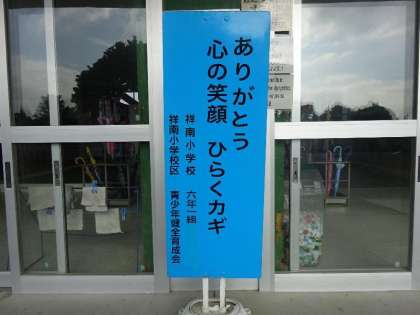 ありがとう
心の笑顔 ひらくカギ
祥南小学校 六年一組
祥南小学校区 青少年健全育成会